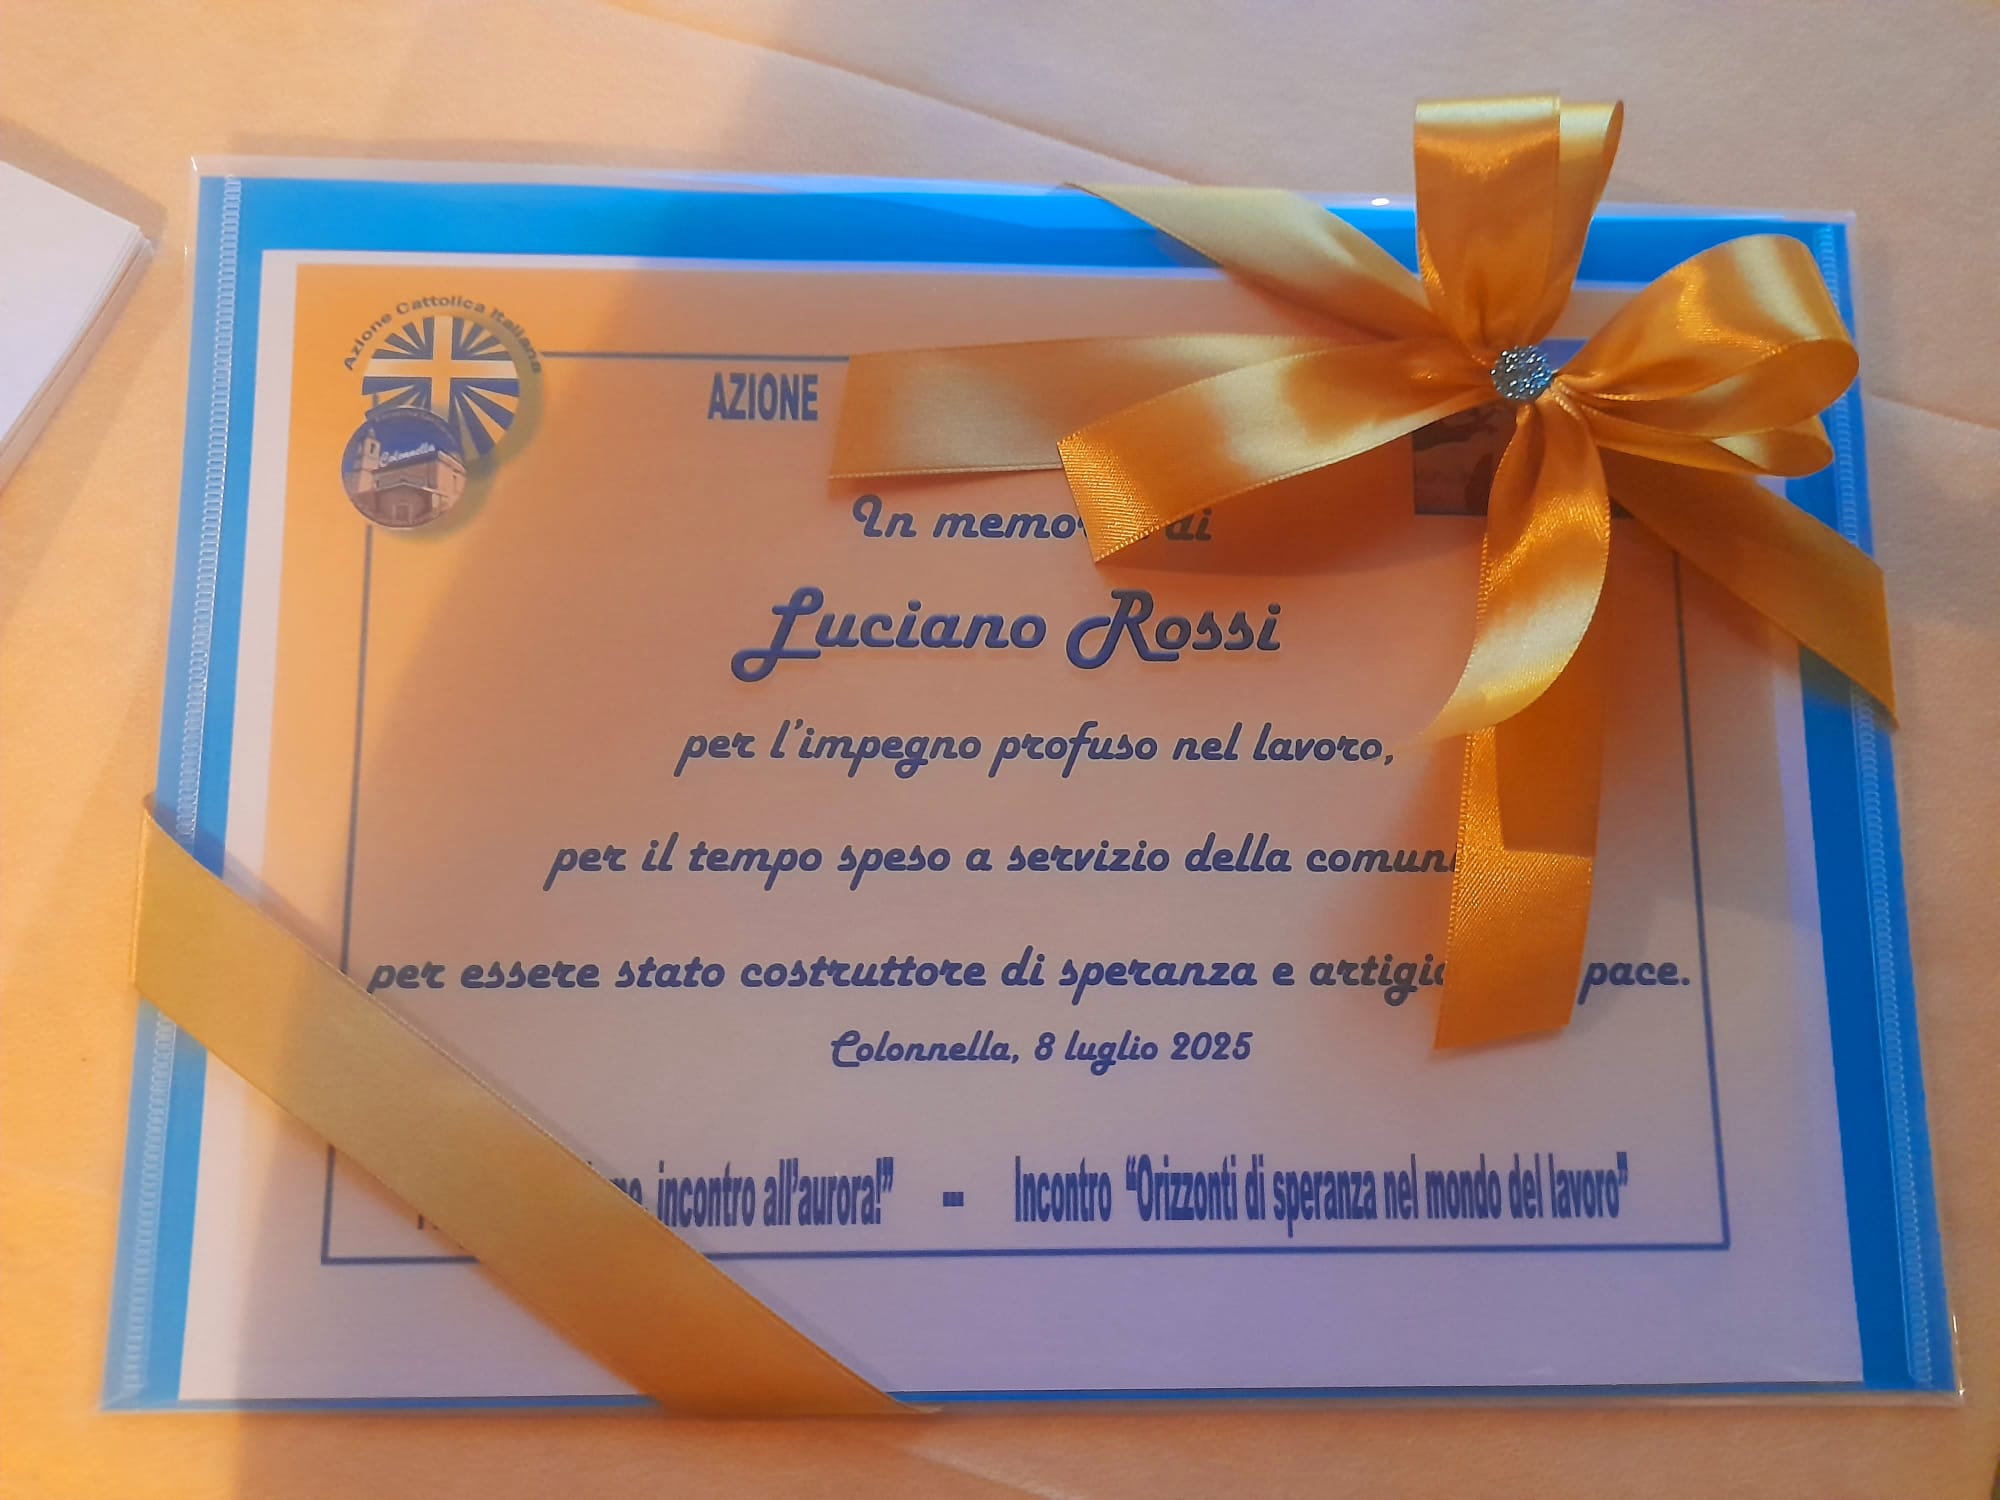 Azione Cattolica Italiana
Colonnella
AZIONE
In memo di
Luciano Rossi
per l'impegno profuso nel lavoro,
per il tempo speso a servizio della comun
per essere stato costruttore di speranza e artigi pace.
Colonnella, 8 luglio 2025
incontro all'aurora!" - Incontro "Orizzonti di speranza nel mondo del lavoro"